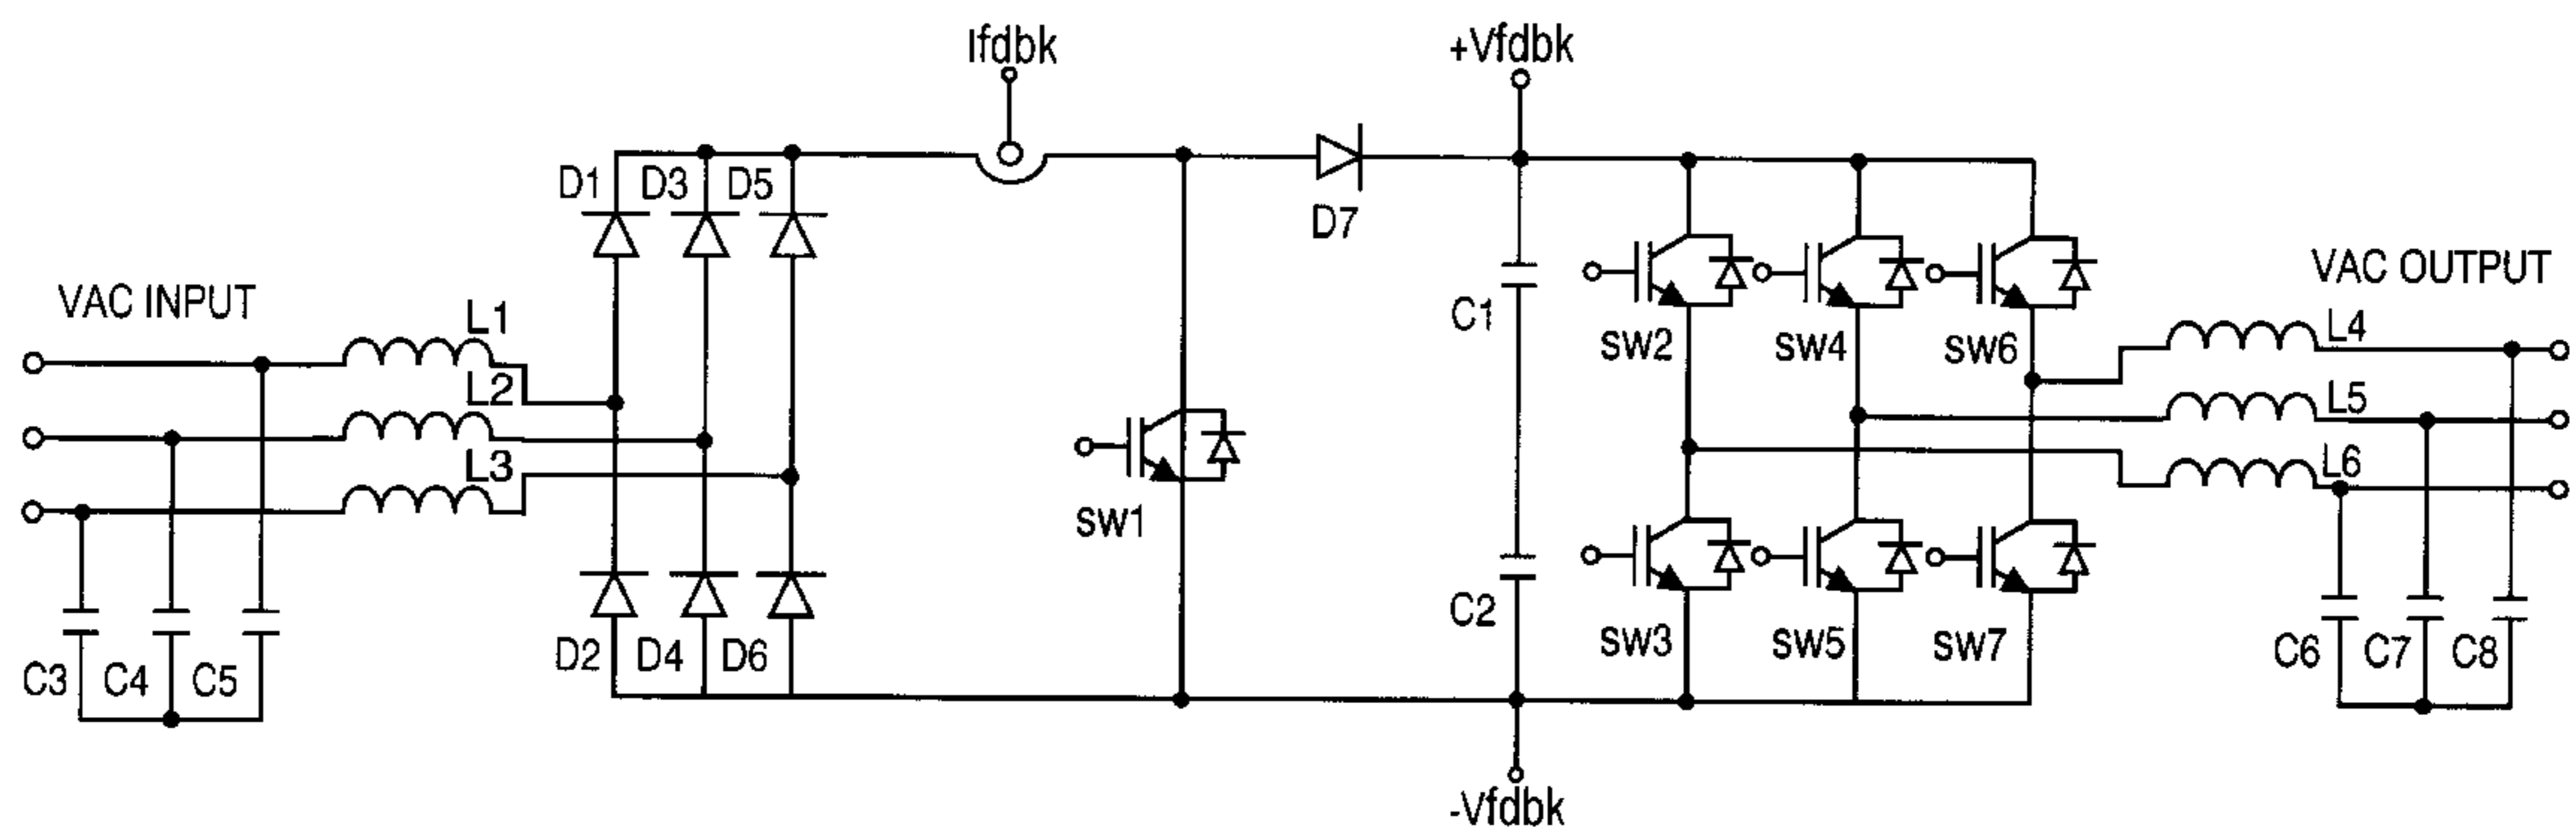 Ifdbk
+Vfdbk
D1
D3
D5
D7
VAC INPUT
VAC OUTPUT
L1
L2
L3
L4
L5
L6
C1
sw2
sw4
sw6
sw1
C2
sw3
sw5
sw7
D2
D4
D6
C3
C4
C5
C6
C7
C8
-Vfdbk